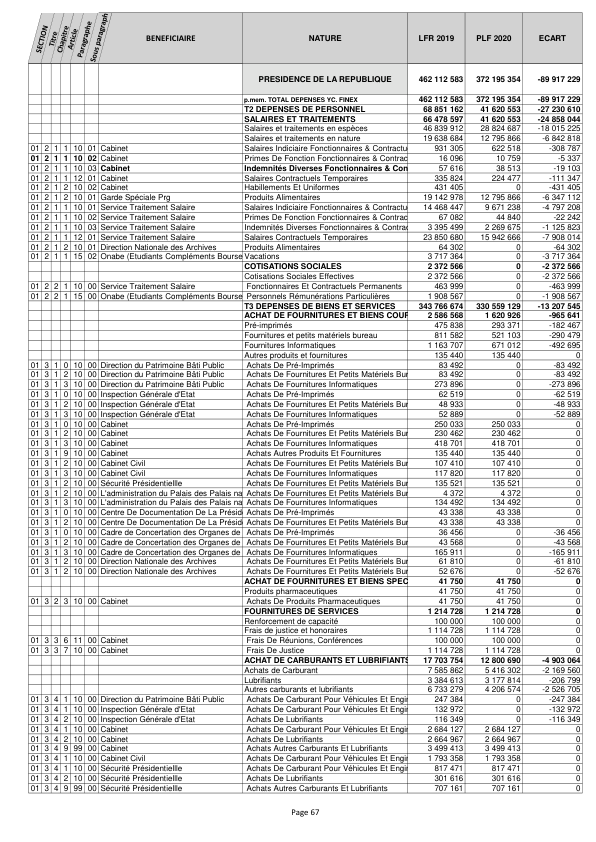 SECTION Titre Chapitre Article Paragraphe Sous paragraph BENEFICIAIRE NATURE LFR 2019 PLF 2020 ECART
PRESIDENCE DE LA REPUBLIQUE 462 112 583 372 195 354 -89 917 229
p.mem. TOTAL DEPENSES YC. FINEX 462 112 583 372 195 354 -89 917 229
T2 DEPENSES DE PERSONNEL 68 851 162 41 620 553 -27 230 610
SALAIRES ET TRAITEMENTS 66 478 597 41 620 553 -24 858 044
Salaires et traitements en espèces 46 839 912 28 824 687 -18 015 225
Salaires et traitements en nature 19 638 684 12 795 866 -6 842 818
01 2 1 1 10 01 Cabinet Salaires Indiciaire Fonctionnaires & Contractu 931 305 622 518 -308 787
01 2 1 1 10 02 Cabinet Primes De Fonction Fonctionnaires & Contrac 16 096 10 759 -5 337
01 2 1 1 10 03 Cabinet Indemnités Diverses Fonctionnaires & Con 57 616 38 513 -19 103
01 2 1 1 12 01 Cabinet Salaires Contractuels Temporaires 335 824 224 477 -111 347
01 2 1 2 10 02 Cabinet Habillements Et Uniformes 431 405 0 -431 405
01 2 1 2 10 01 Garde Spéciale Prg Produits Alimentaires 19 142 978 12 795 866 -6 347 112
01 2 1 1 10 01 Service Traitement Salaire Salaires Indiciaire Fonctionnaires & Contractu 14 468 447 9 671 238 -4 797 208
01 2 1 1 10 02 Service Traitement Salaire Primes De Fonction Fonctionnaires & Contrac 67 082 44 840 -22 242
01 2 1 1 10 03 Service Traitement Salaire Indemnités Diverses Fonctionnaires & Contrac 3 395 499 2 269 675 -1 125 823
01 2 1 1 12 01 Service Traitement Salaire Salaires Contractuels Temporaires 23 850 680 15 942 666 -7 908 014
01 2 1 2 10 01 Direction Nationale des Archives Produits Alimentaires 64 302 0 -64 302
01 2 1 1 15 02 Onabe (Etudiants Compléments Bourse Vacations 3 717 364 0 -3 717 364
COTISATIONS SOCIALES 2 372 566 0 -2 372 566
Cotisations Sociales Effectives 2 372 566 0 -2 372 566
01 2 2 1 10 00 Service Traitement Salaire Fonctionnaires Et Contractuels Permanents 463 999 0 -463 999
01 2 2 1 15 00 Onabe (Etudiants Compléments Bourse Personnels Rémunérations Particulières 1 908 567 0 -1 908 567
T3 DEPENSES DE BIENS ET SERVICES 343 766 674 330 559 129 -13 207 545
ACHAT DE FOURNITURES ET BIENS COUF 2 586 568 1 620 926 -965 641
Pré-imprimés 475 838 293 371 -182 467
Fournitures et petits matériels bureau 811 582 521 103 -290 479
Fournitures Informatiques 1 163 707 671 012 -492 695
Autres produits et fournitures 135 440 135 440 0
01 3 1 0 10 00 Direction du Patrimoine Bâti Public Achats De Pré-Imprimés 83 492 0 -83 492
01 3 1 2 10 00 Direction du Patrimoine Bâti Public Achats De Fournitures Et Petits Matériels Bur 83 492 0 -83 492
01 3 1 3 10 00 Direction du Patrimoine Bâti Public Achats De Fournitures Informatiques 273 896 0 -273 896
01 3 1 0 10 00 Inspection Générale d'Etat Achats De Pré-Imprimés 62 519 0 -62 519
01 3 1 2 10 00 Inspection Générale d'Etat Achats De Fournitures Et Petits Matériels Bur 48 933 0 -48 933
01 3 1 3 10 00 Inspection Générale d'Etat Achats De Fournitures Informatiques 52 889 0 -52 889
01 3 1 0 10 00 Cabinet Achats De Pré-Imprimés 250 033 250 033 0
01 3 1 2 10 00 Cabinet Achats De Fournitures Et Petits Matériels Bur 230 462 230 462 0
01 3 1 3 10 00 Cabinet Achats De Fournitures Informatiques 418 701 418 701 0
01 3 1 9 10 00 Cabinet Achats Autres Produits Et Fournitures 135 440 135 440 0
01 3 1 2 10 00 Cabinet Civil Achats De Fournitures Et Petits Matériels Bur 107 410 107 410 0
01 3 1 3 10 00 Cabinet Civil Achats De Fournitures Informatiques 117 820 117 820 0
01 3 1 2 10 00 Sécurité Présidentiellle Achats De Fournitures Et Petits Matériels Bur 135 521 135 521 0
01 3 1 2 10 00 L'administration du Palais des Palais na Achats De Fournitures Et Petits Matériels Bur 4 372 4 372 0
01 3 1 3 10 00 L'administration du Palais des Palais na Achats De Fournitures Informatiques 134 492 134 492 0
01 3 1 0 10 00 Centre De Documentation De La Présid Achats De Pré-Imprimés 43 338 43 338 0
01 3 1 2 10 00 Centre De Documentation De La Présid Achats De Fournitures Et Petits Matériels Bur 43 338 43 338 0
01 3 1 0 10 00 Cadre de Concertation des Organes de Achats De Pré-Imprimés 36 456 0 -36 456
01 3 1 2 10 00 Cadre de Concertation des Organes de Achats De Fournitures Et Petits Matériels Bur 43 568 0 -43 568
01 3 1 3 10 00 Cadre de Concertation des Organes de Achats De Fournitures Informatiques 165 911 0 -165 911
01 3 1 2 10 00 Direction Nationale des Archives Achats De Fournitures Et Petits Matériels Bur 61 810 0 -61 810
01 3 1 2 10 00 Direction Nationale des Archives Achats De Fournitures Et Petits Matériels Bur 52 676 0 -52 676
ACHAT DE FOURNITURES ET BIENS SPEC 41 750 41 750 0
Produits pharmaceutiques 41 750 41 750 0
01 3 2 3 10 00 Cabinet Achats De Produits Pharmaceutiques 41 750 41 750 0
FOURNITURES DE SERVICES 1 214 728 1 214 728 0
Renforcement de capacité 100 000 100 000 0
Frais de justice et honoraires 1 114 728 1 114 728 0
01 3 3 6 11 00 Cabinet Frais De Réunions, Conférences 100 000 100 000 0
01 3 3 7 10 00 Cabinet Frais De Justice 1 114 728 1 114 728 0
ACHAT DE CARBURANTS ET LUBRIFIANTS 17 703 754 12 800 690 -4 903 064
Achats de Carburant 7 585 862 5 416 302 -2 169 560
Lubrifiants 3 384 613 3 177 814 -206 799
Autres carburants et lubrifiants 6 733 279 4 206 574 -2 526 705
01 3 4 1 10 00 Direction du Patrimoine Bâti Public Achats De Carburant Pour Véhicules Et Engir 247 384 0 -247 384
01 3 4 1 10 00 Inspection Générale d'Etat Achats De Carburant Pour Véhicules Et Engir 132 972 0 -132 972
01 3 4 2 10 00 Inspection Générale d'Etat Achats De Lubrifiants 116 349 0 -116 349
01 3 4 1 10 00 Cabinet Achats De Carburant Pour Véhicules Et Engir 2 684 127 2 684 127 0
01 3 4 2 10 00 Cabinet Achats De Lubrifiants 2 664 967 2 664 967 0
01 3 4 9 99 00 Cabinet Achats Autres Carburants Et Lubrifiants 3 499 413 3 499 413 0
01 3 4 1 10 00 Cabinet Civil Achats De Carburant Pour Véhicules Et Engir 1 793 358 1 793 358 0
01 3 4 1 10 00 Sécurité Présidentiellle Achats De Carburant Pour Véhicules Et Engir 817 471 817 471 0
01 3 4 2 10 00 Sécurité Présidentiellle Achats De Lubrifiants 301 616 301 616 0
01 3 4 9 99 00 Sécurité Présidentiellle Achats Autres Carburants Et Lubrifiants 707 161 707 161 0
Page 67